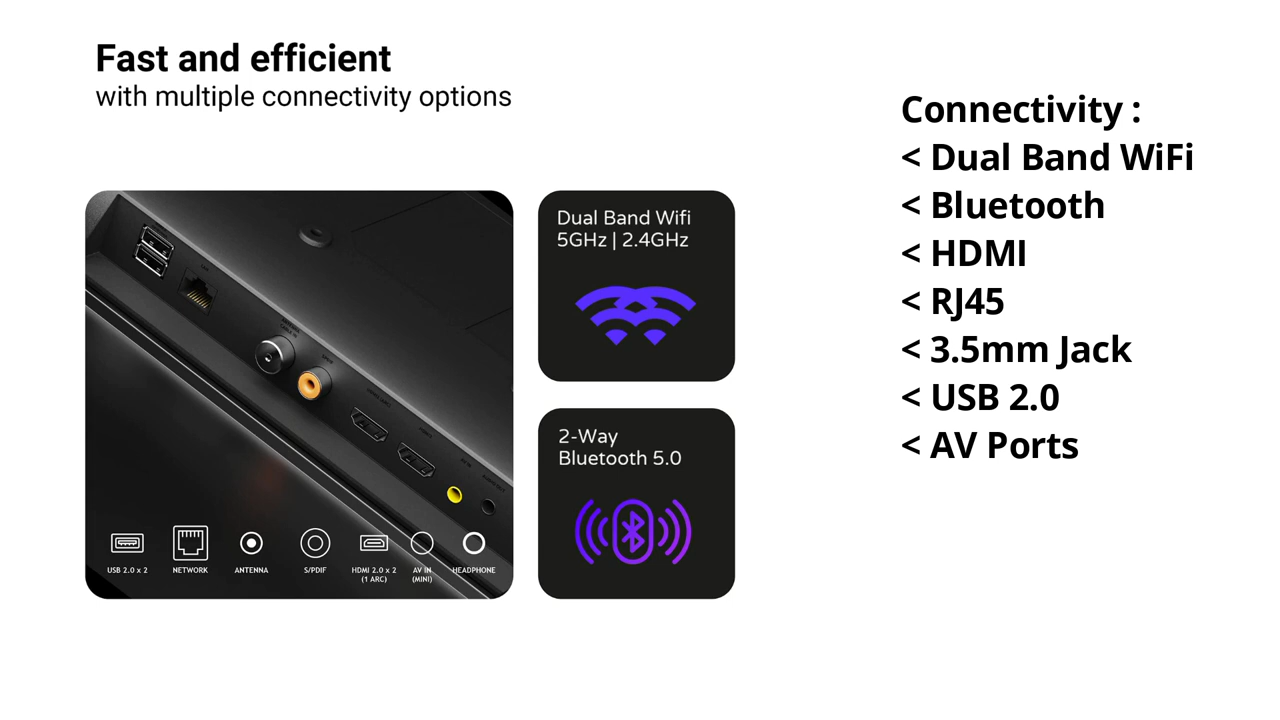 Fast and efficient
with multiple connectivity options
Connectivity :
< Dual Band WiFi
< Bluetooth
< HDMI
< RJ45
< 3.5mm Jack
< USB 2.0
< AV Ports
Dual Band Wifi
5GHz | 2.4GHz
2-Way
Bluetooth 5.0
USB 2.0 x 2
NETWORK
ANTENNA
S/PDIF
HDMI 2.0 x 2
(1 ARC)
AV IN
(MINI)
HEADPHONE